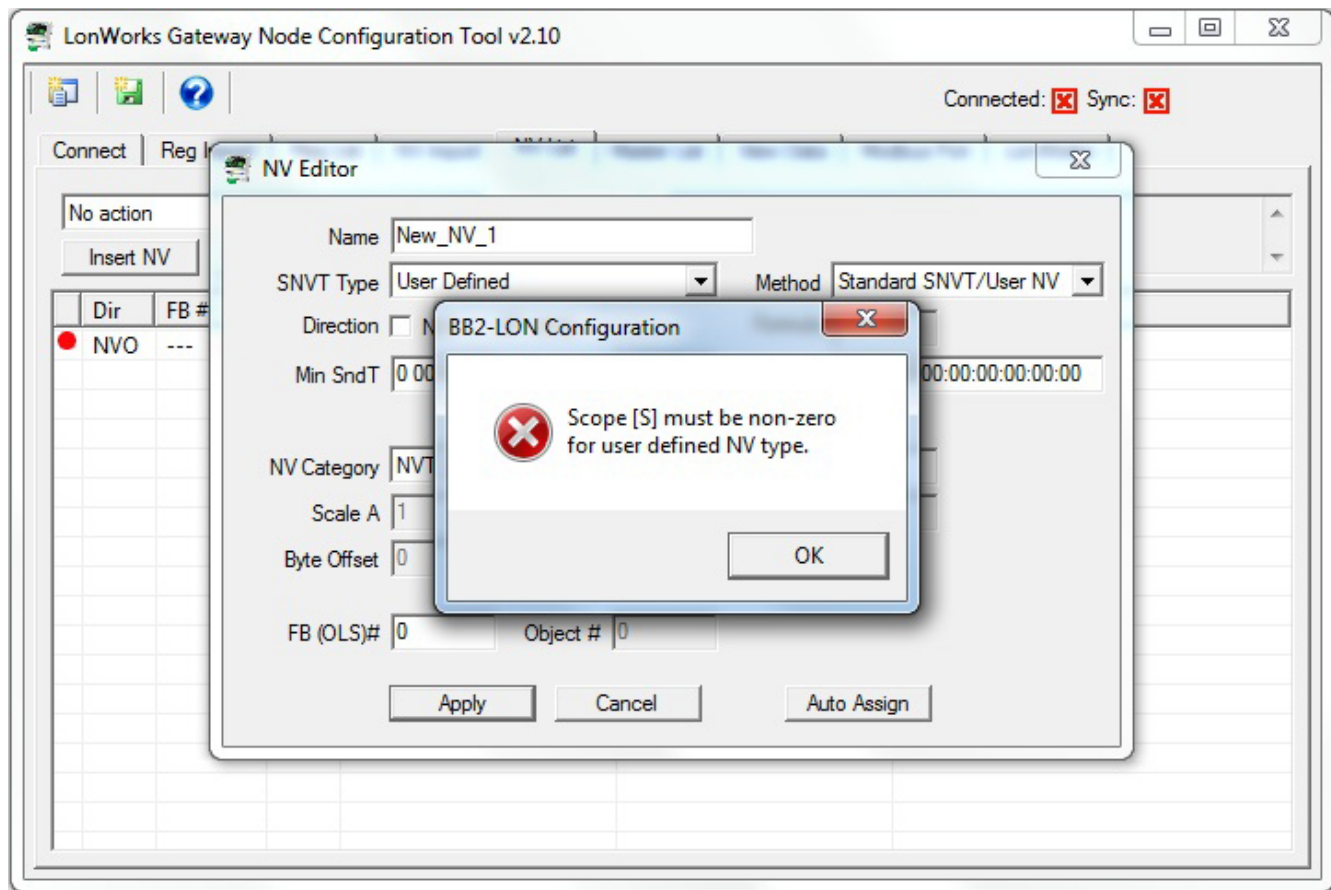 LonWorks Gateway Node Configuration Tool v2.10
Connected: Sync:
Connect Reg
NV Editor
No action
Name New_NV_1
Insert NV
SNVT Type User Defined Method Standard SNVT/User NV
Dir FB #
Direction N
BB2-LON Configuration
NVO ---
Min SndT 0 00 00:00:00:00:00:00
Scope [S] must be non-zero
for user defined NV type.
NV Category NVT
Scale A 1
Byte Offset 0
OK
FB (OLS)# 0 Object # 0
Apply Cancel Auto Assign